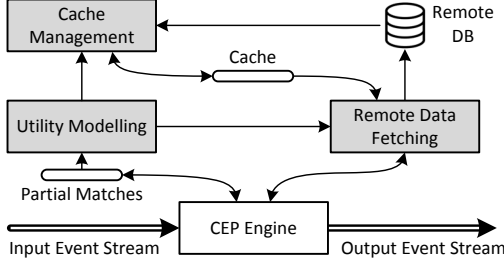 Cache
Management
Remote
DB
Cache
Utility Modelling
Remote Data
Fetching
Partial Matches
CEP Engine
Input Event Stream
Output Event Stream